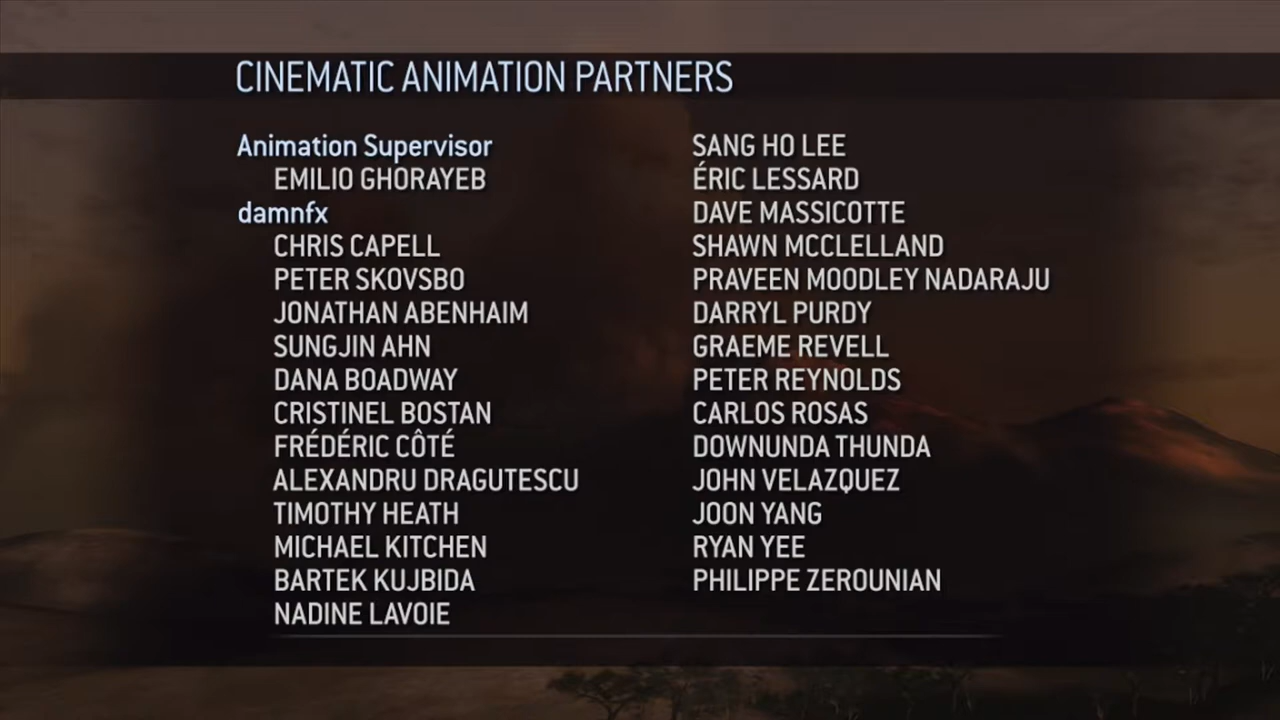 CINEMATIC ANIMATION PARTNERS
Animation Supervisor
EMILIO GHORAYEB
damnfx
CHRIS CAPELL
PETER SKOVSBO
JONATHAN ABENHAIM
SUNGJIN AHN
DANA BOADWAY
CRISTINEL BOSTAN
FRÉDÉRIC CÔTÉ
ALEXANDRU DRAGUTESCU
TIMOTHY HEATH
MICHAEL KITCHEN
BARTEK KUJBIDA
NADINE LAVOIE
SANG HO LEE
ÉRIC LESSARD
DAVE MASSICOTTE
SHAWN MCCLELLAND
PRAVEEN MOODLEY NADARAJU
DARRYL PURDY
GRAEME REVELL
PETER REYNOLDS
CARLOS ROSAS
DOWNUNDA THUNDA
JOHN VELAZQUEZ
JOON YANG
RYAN YEE
PHILIPPE ZEROUNIAN